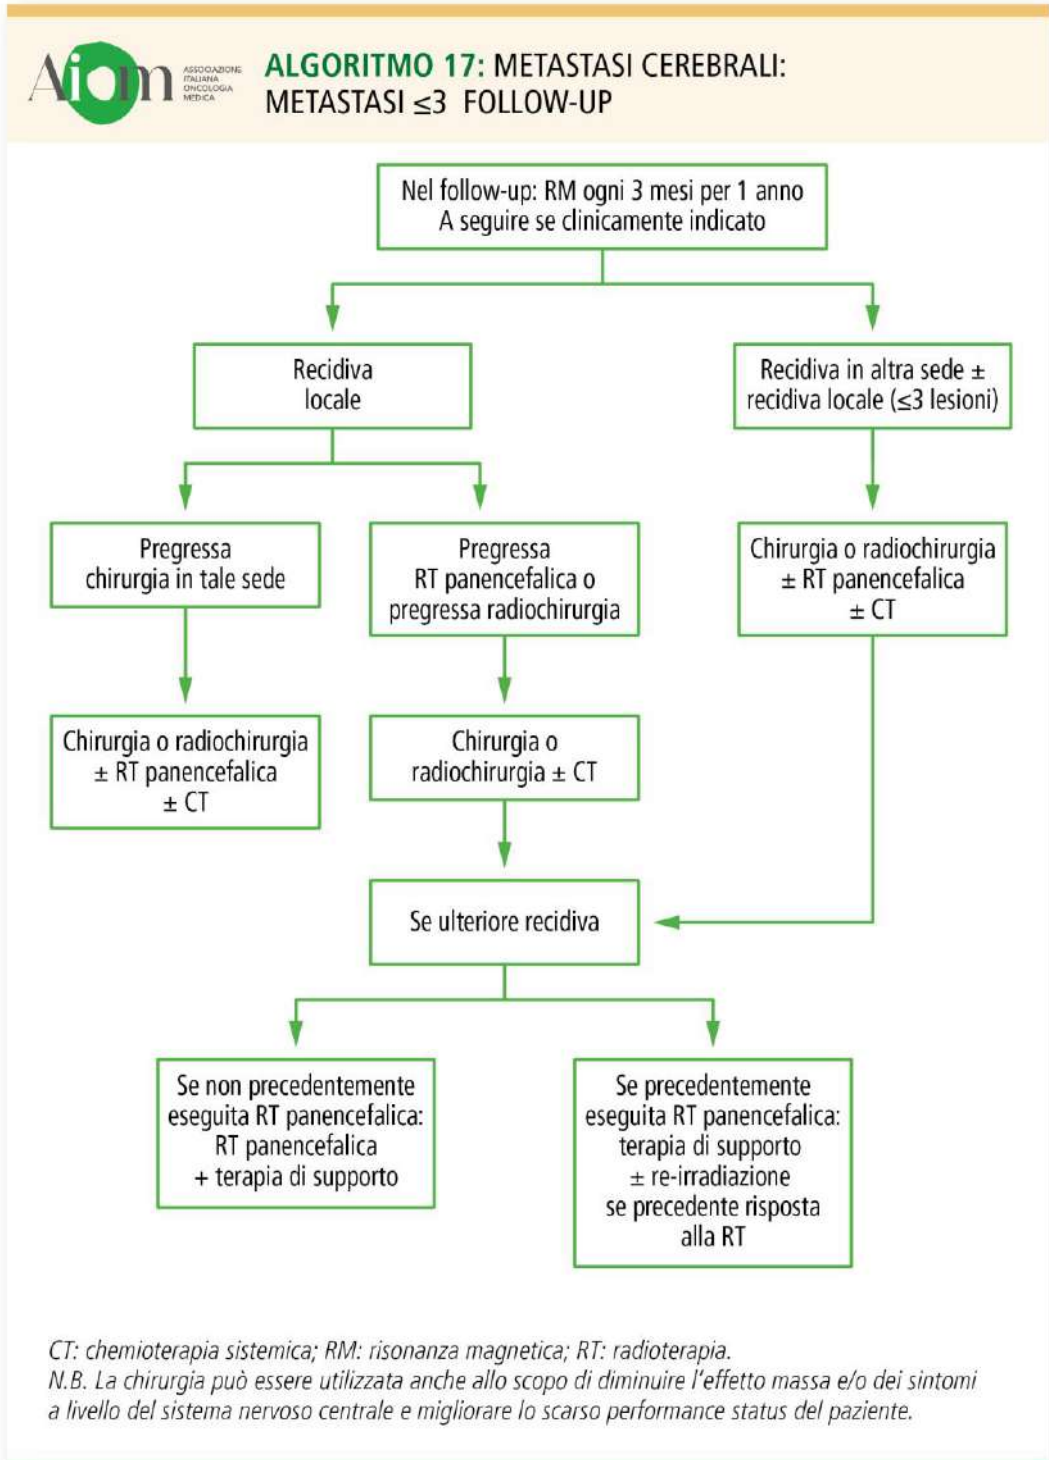 Aiom
ASSOCIAZIONE
ITALIANA
ONCOLOGIA
MEDICA
ALGORITMO 17: METASTASI CEREBRALI:
METASTASI ≤3 FOLLOW-UP
Nel follow-up: RM ogni 3 mesi per 1 anno
A seguire se clinicamente indicato
Recidiva
locale
Recidiva in altra sede ±
recidiva locale (≤3 lesioni)
Pregressa
chirurgia in tale sede
Pregressa
RT panencefalica o
pregressa radiochirurgia
Chirurgia o radiochirurgia
± RT panencefalica
± CT
Chirurgia o radiochirurgia
± RT panencefalica
± CT
Chirurgia o
radiochirurgia ± CT
Se ulteriore recidiva
Se non precedentemente
eseguita RT panencefalica:
RT panencefalica
+ terapia di supporto
Se precedentemente
eseguita RT panencefalica:
terapia di supporto
± re-irradiazione
se precedente risposta
alla RT
CT: chemioterapia sistemica; RM: risonanza magnetica; RT: radioterapia.
N.B. La chirurgia può essere utilizzata anche allo scopo di diminuire l'effetto massa e/o dei sintomi
a livello del sistema nervoso centrale e migliorare lo scarso performance status del paziente.